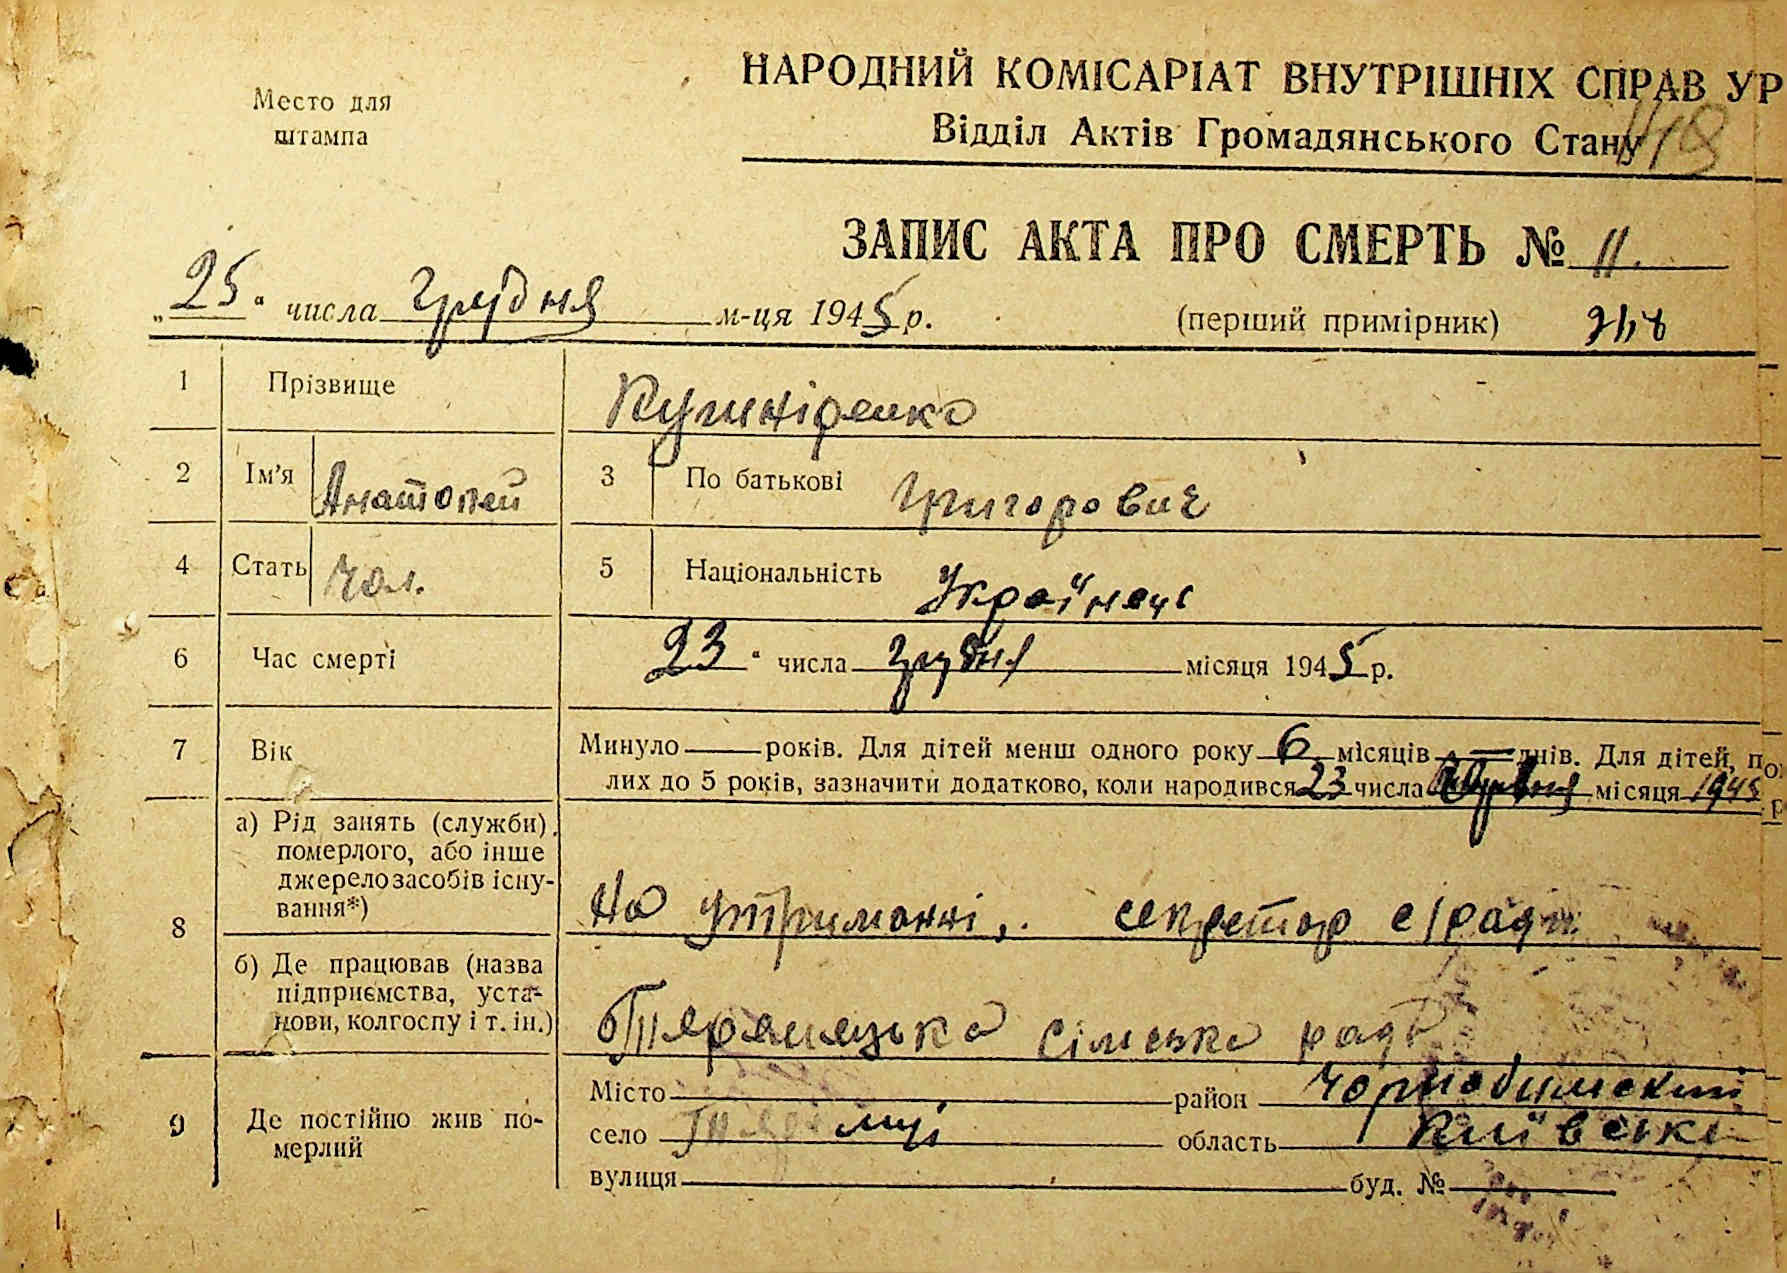 Место для штампа
НАРОДНИЙ КОМІСАРІАТ ВНУТРІШНІХ СПРАВ УР
Відділ Актів Громадянського Стану
ЗАПИС АКТА ПРО СМЕРТЬ № 11.
„25" числа грудня м-ця 1945 р. (перший примірник)
1 Прізвище Кушніренко
2 Ім'я Анатолей 3 По батькові Григорович
4 Стать Чол. 5 Національність Українець
6 Час смерті 23" числа грудня місяця 1945 р.
7 Вік Минуло — років. Для дітей менш одного року 6 місяців — днів. Для дітей, по
лих до 5 років, зазначити додатково, коли народився 23 числа червня місяця 1945 р
8 а) Рід занять (служби) померлого, або інше джерело засобів існування*) На утриманні, секретар с/ради
б) Де працював (назва підприємства, установи, колгоспу і т. ін.) сільська рада
9 Де постійно жив померлий
Місто район Чорнобильский
село область Київська
вулиця буд. №